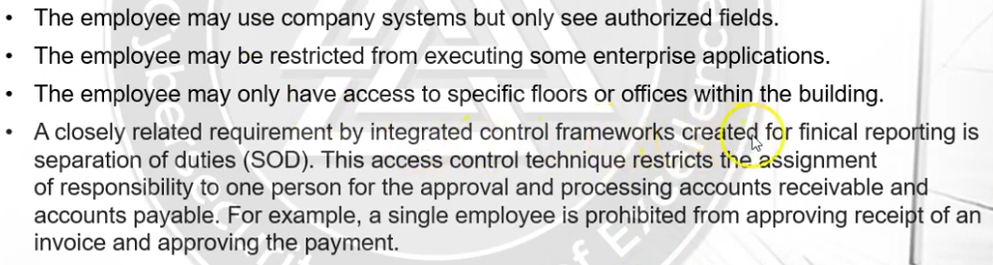 • The employee may use company systems but only see authorized fields.
• The employee may be restricted from executing some enterprise applications.
• The employee may only have access to specific floors or offices within the building.
• A closely related requirement by integrated control frameworks created for finical reporting is
separation of duties (SOD). This access control technique restricts the assignment
of responsibility to one person for the approval and processing accounts receivable and
accounts payable. For example, a single employee is prohibited from approving receipt of an
invoice and approving the payment.
of Excellence